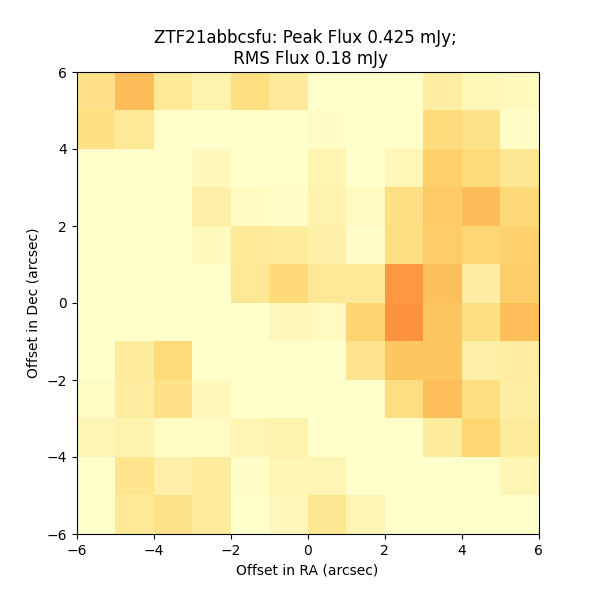 ZTF21abbcsfu: Peak Flux 0.425 mJy;
RMS Flux 0.18 mJy
6
4
2
0
−2
−4
−6
Offset in Dec (arcsec)
−6 −4 −2 0 2 4 6
Offset in RA (arcsec)